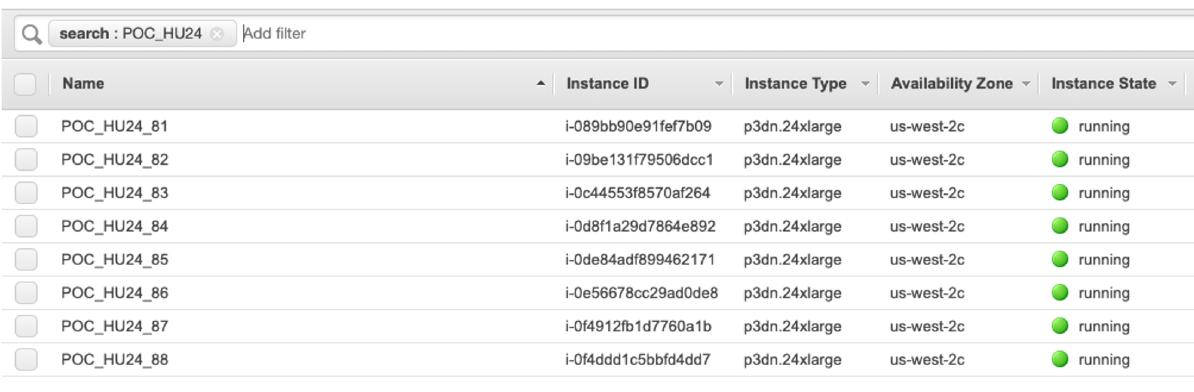 search : POC_HU24 Add filter
Name Instance ID Instance Type Availability Zone Instance State
POC_HU24_81 i-089bb90e91fef7b09 p3dn.24xlarge us-west-2c running
POC_HU24_82 i-09be131f79506dcc1 p3dn.24xlarge us-west-2c running
POC_HU24_83 i-0c44553f8570af264 p3dn.24xlarge us-west-2c running
POC_HU24_84 i-0d8f1a29d7864e892 p3dn.24xlarge us-west-2c running
POC_HU24_85 i-0de84adf899462171 p3dn.24xlarge us-west-2c running
POC_HU24_86 i-0e56678cc29ad0de8 p3dn.24xlarge us-west-2c running
POC_HU24_87 i-0f4912fb1d7760a1b p3dn.24xlarge us-west-2c running
POC_HU24_88 i-0f4ddd1c5bbfd4dd7 p3dn.24xlarge us-west-2c running